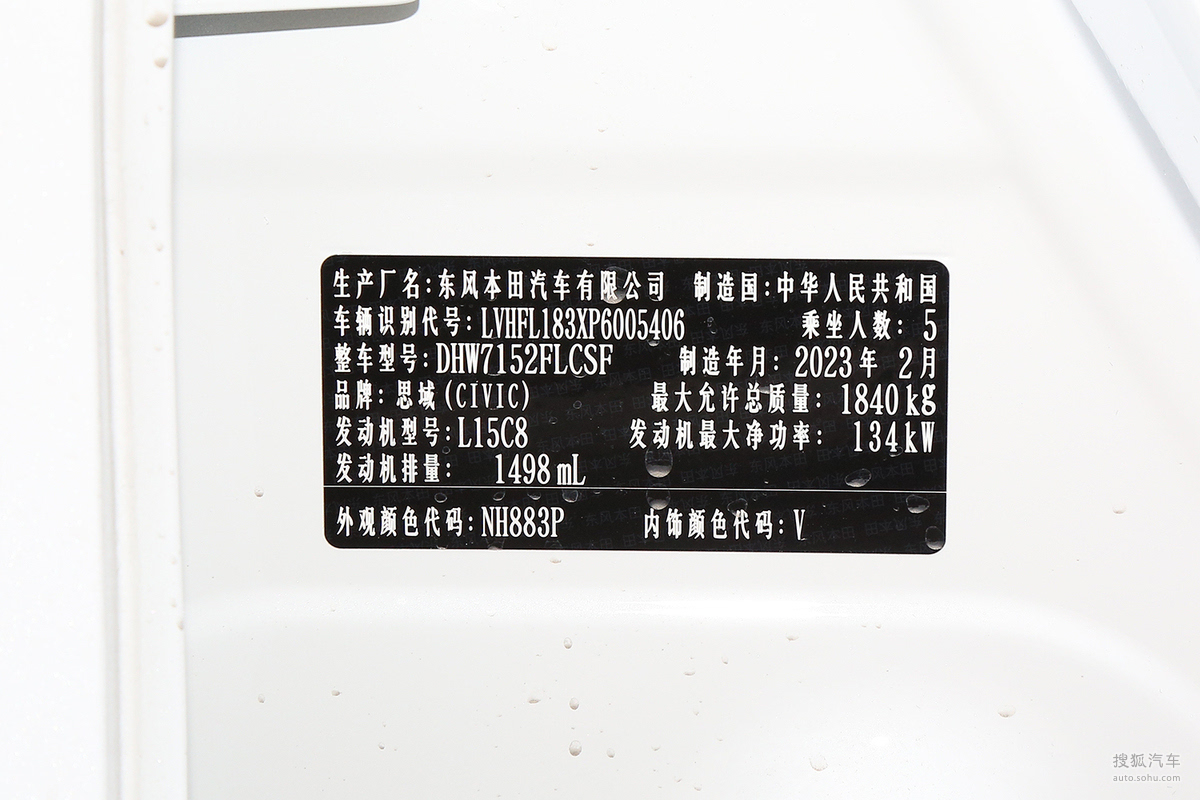 生产厂名:东风本田汽车有限公司 制造国:中华人民共和国
车辆识别代号:LVHFL183XP6005406 乘坐人数: 5
整车型号:DHW7152FLCSF 制造年月: 2023年 2月
品牌: 思域(CIVIC) 最大允许总质量: 1840kg
发动机型号:L15C8 发动机最大净功率: 134kW
发动机排量: 1498mL
外观颜色代码:NH883P 内饰颜色代码:V
搜狐汽车
auto.sohu.com